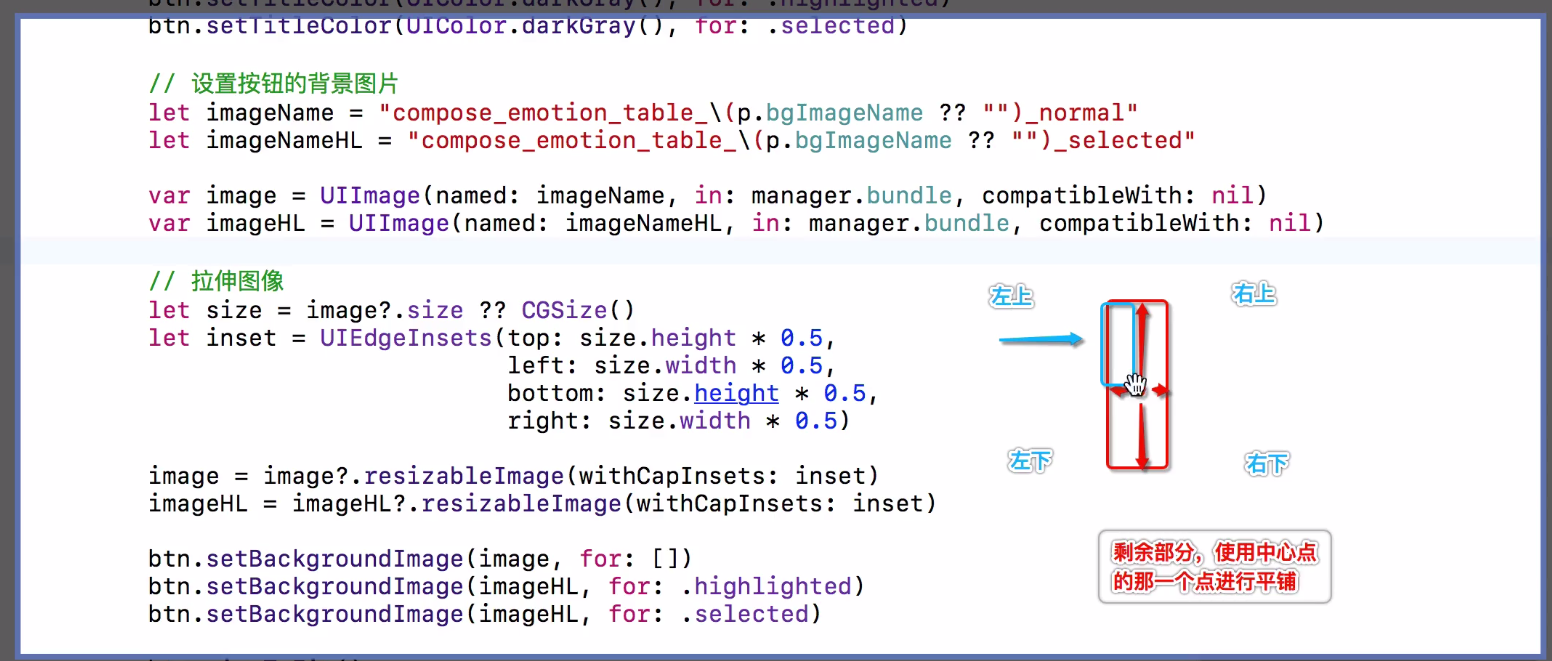 btn.setTitleColor(UIColor.darkGray(), for: .highlighted)
btn.setTitleColor(UIColor.darkGray(), for: .selected)
// 设置按钮的背景图片
let imageName = "compose_emotion_table_\(p.bgImageName ?? "")_normal"
let imageNameHL = "compose_emotion_table_\(p.bgImageName ?? "")_selected"
var image = UIImage(named: imageName, in: manager.bundle, compatibleWith: nil)
var imageHL = UIImage(named: imageNameHL, in: manager.bundle, compatibleWith: nil)
// 拉伸图像
let size = image?.size ?? CGSize()
let inset = UIEdgeInsets(top: size.height * 0.5,
left: size.width * 0.5,
bottom: size.height * 0.5,
right: size.width * 0.5)
image = image?.resizableImage(withCapInsets: inset)
imageHL = imageHL?.resizableImage(withCapInsets: inset)
btn.setBackgroundImage(image, for: [])
btn.setBackgroundImage(imageHL, for: .highlighted)
btn.setBackgroundImage(imageHL, for: .selected)
左上
右上
左下
右下
剩余部分，使用中心点
的那一个点进行平铺